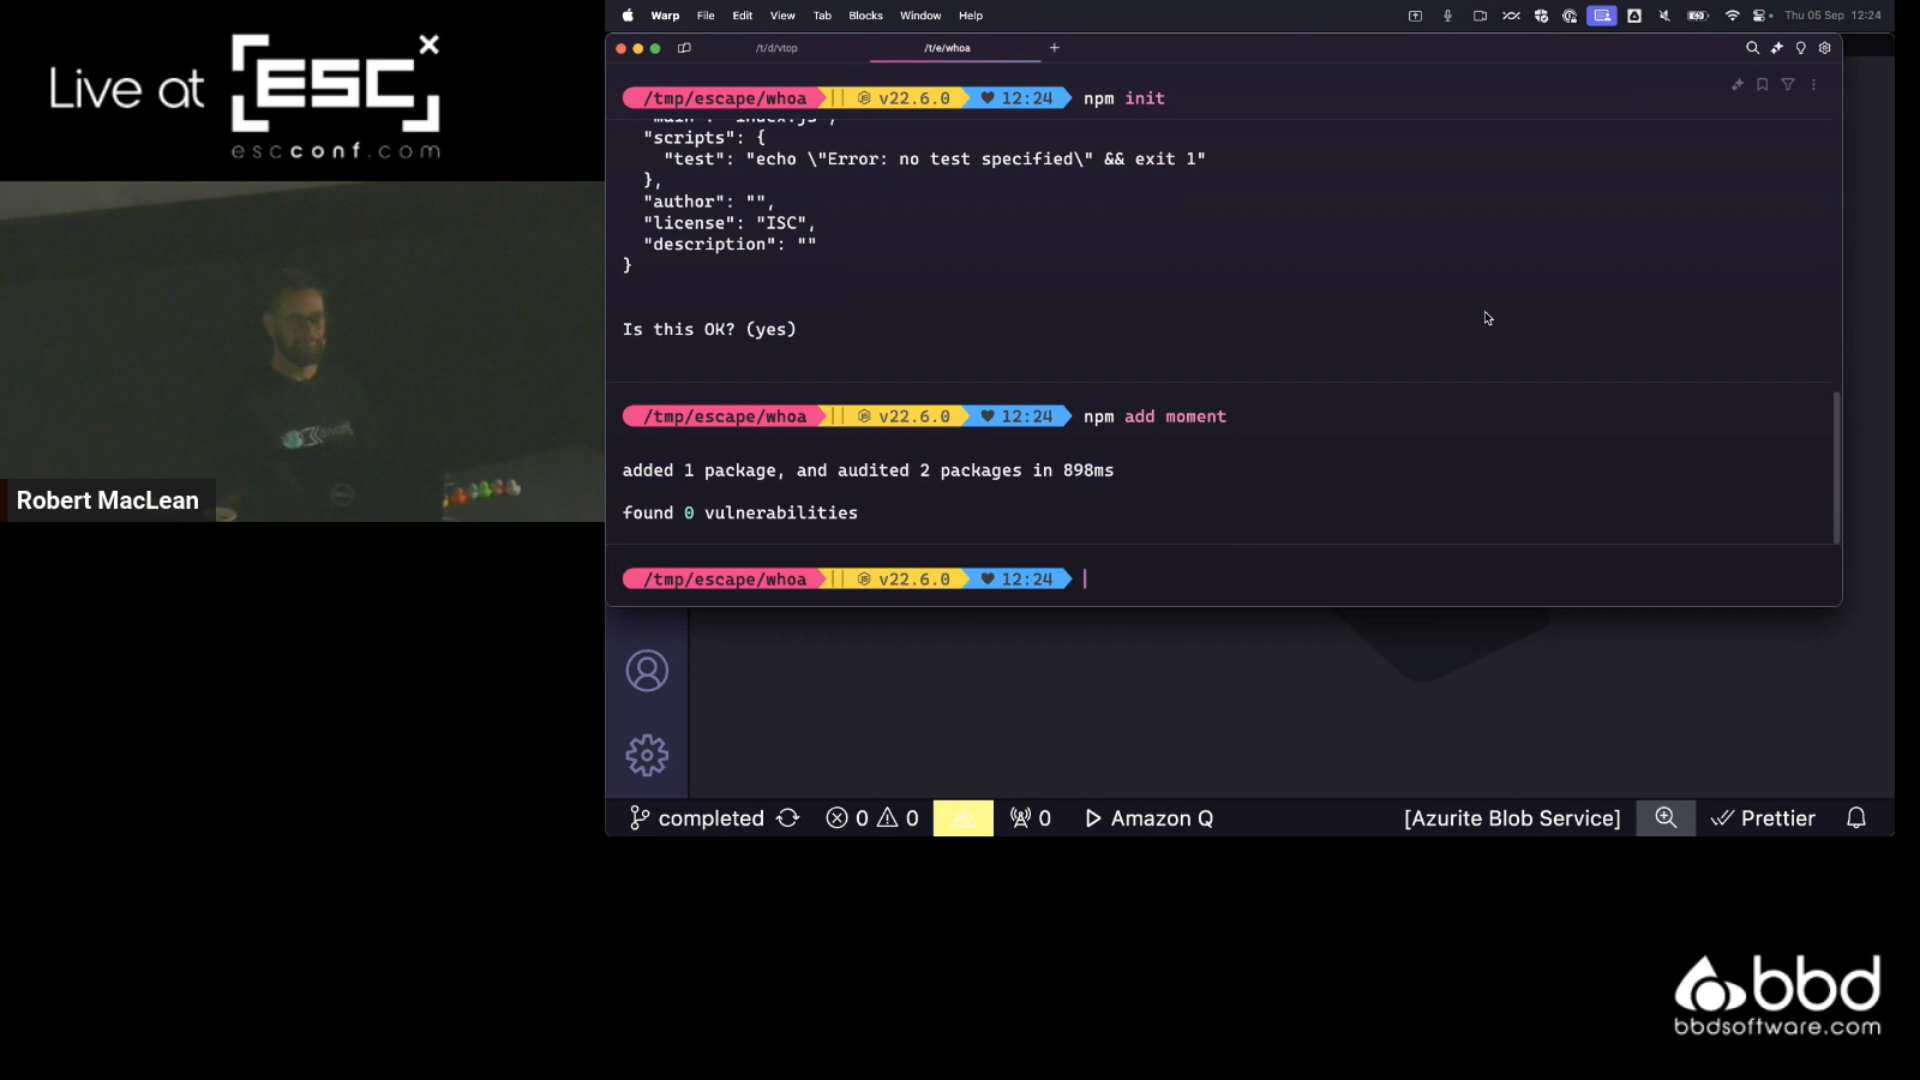 Live at ESC
escconf.com
Robert MacLean
Warp File Edit View Tab Blocks Window Help
Thu 05 Sep 12:24
/t/d/vtop
/t/e/whoa
/tmp/escape/whoa v22.6.0 12:24 npm init
"main": "index.js",
"scripts": {
"test": "echo \"Error: no test specified\" && exit 1"
},
"author": "",
"license": "ISC",
"description": ""
}
Is this OK? (yes)
/tmp/escape/whoa v22.6.0 12:24 npm add moment
added 1 package, and audited 2 packages in 898ms
found 0 vulnerabilities
/tmp/escape/whoa v22.6.0 12:24
completed 0 0 0 Amazon Q [Azurite Blob Service] Prettier
bbd
bbdsoftware.com